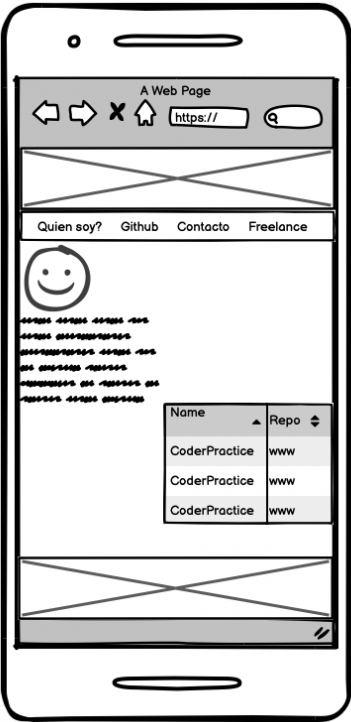 A Web Page
https://
Quien soy? Github Contacto Freelance
Name Repo
CoderPractice www
CoderPractice www
CoderPractice www